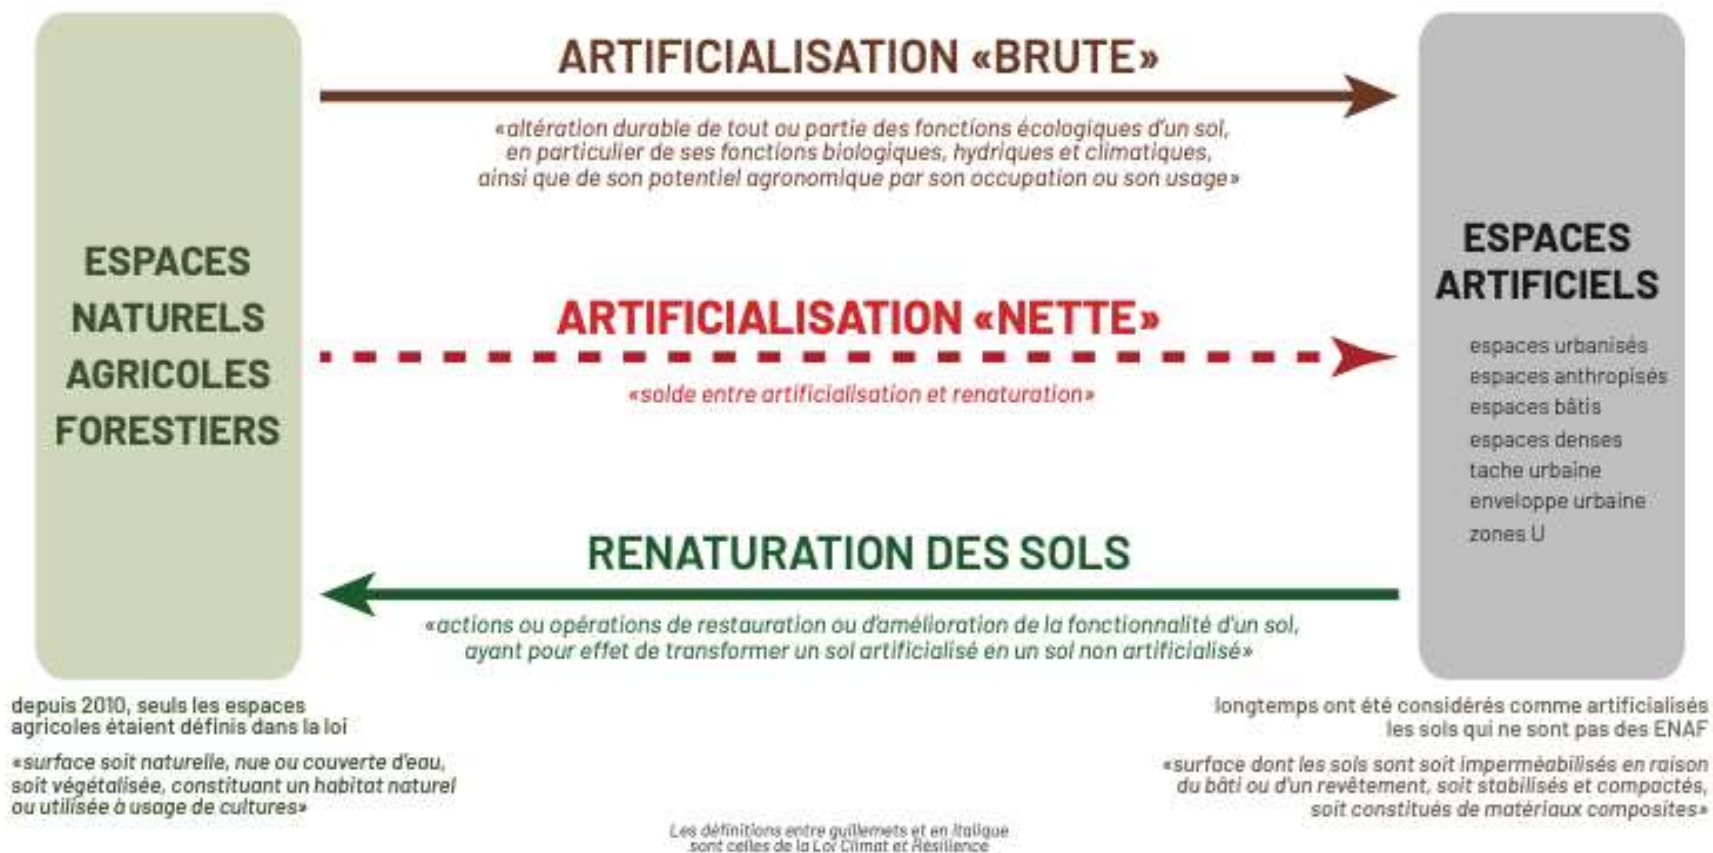 ESPACES
NATURELS
AGRICOLES
FORESTIERS
ARTIFICIALISATION «BRUTE»
«altération durable de tout ou partie des fonctions écologiques d'un sol,
en particulier de ses fonctions biologiques, hydriques et climatiques,
ainsi que de son potentiel agronomique par son occupation ou son usage»
ARTIFICIALISATION «NETTE»
«solde entre artificialisation et renaturation»
RENATURATION DES SOLS
«actions ou opérations de restauration ou d'amélioration de la fonctionnalité d'un sol,
ayant pour effet de transformer un sol artificialisé en un sol non artificialisé»
ESPACES
ARTIFICIELS
espaces urbanisés
espaces anthropisés
espaces bâtis
espaces denses
tache urbaine
enveloppe urbaine
zones U
depuis 2010, seuls les espaces
agricoles étaient définis dans la loi
«surface soit naturelle, nue ou couverte d'eau,
soit végétalisée, constituant un habitat naturel
ou utilisée à usage de cultures»
longtemps ont été considérés comme artificialisés
les sols qui ne sont pas des ENAF
«surface dont les sols sont soit imperméabilisés en raison
du bâti ou d'un revêtement, soit stabilisés et compactés,
soit constitués de matériaux composites»
Les définitions entre guillemets et en italique
sont celles de la Loi Climat et Résilience